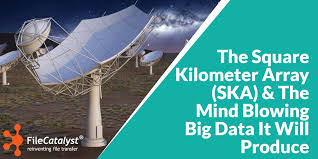 The Square
Kilometer Array
(SKA) & The
Mind Blowing
Big Data It Will
Produce
FileCatalyst®
reinventing file transfer